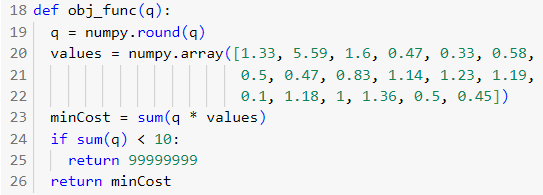 18 def obj_func(q):
19   q = numpy.round(q)
20   values = numpy.array([1.33, 5.59, 1.6, 0.47, 0.33, 0.58,
21                         0.5, 0.47, 0.83, 1.14, 1.23, 1.19,
22                         0.1, 1.18, 1, 1.36, 0.5, 0.45])
23   minCost = sum(q * values)
24   if sum(q) < 10:
25     return 99999999
26   return minCost